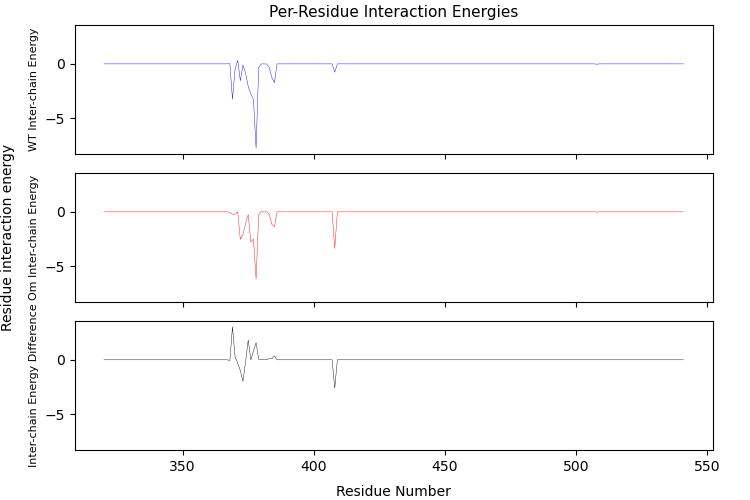 Per-Residue Interaction Energies
Residue interaction energy
WT Inter-chain Energy
0
−5
Om Inter-chain Energy
0
−5
Inter-chain Energy Difference
0
−5
350
400
450
500
550
Residue Number